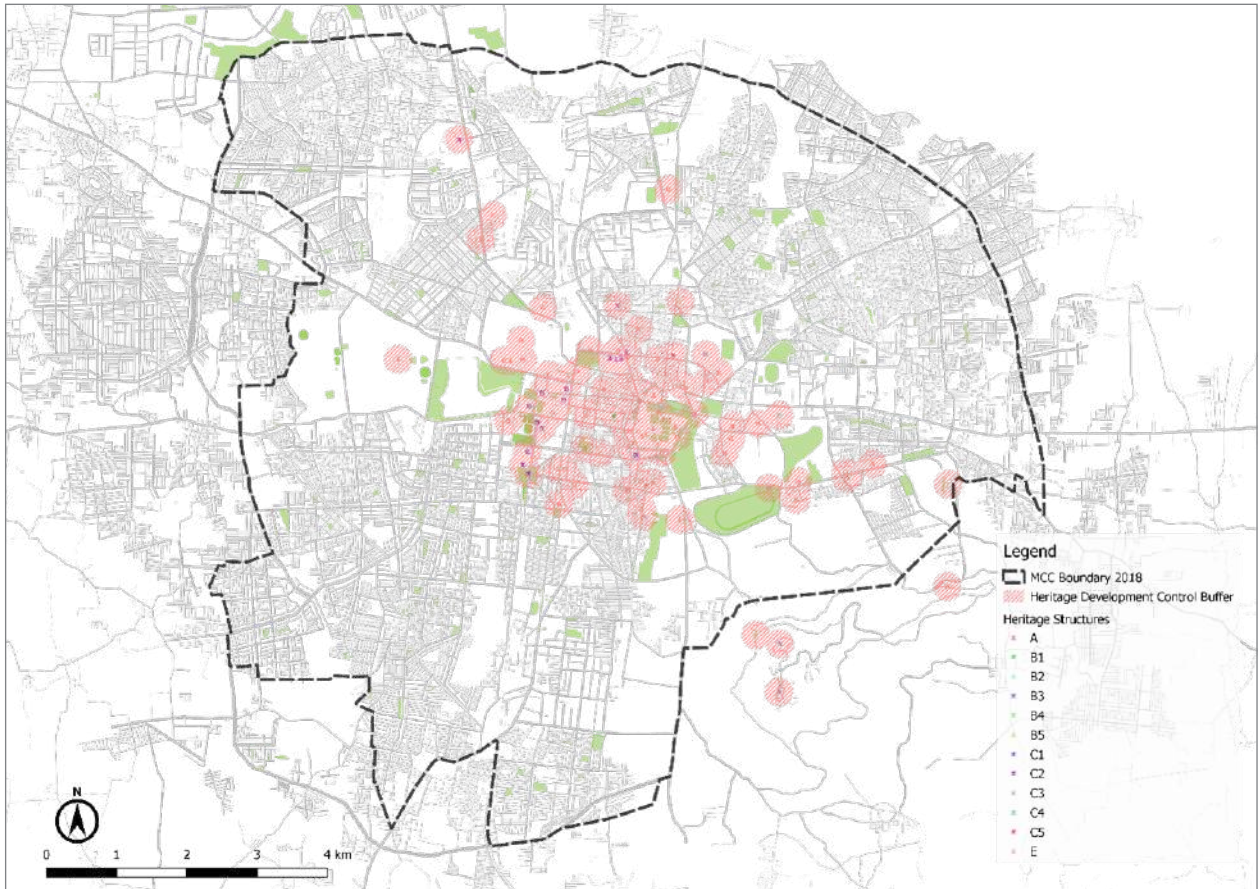 Legend
MCC Boundary 2018
Heritage Development Control Buffer
Heritage Structures
A
B1
B2
B3
B4
B5
C1
C2
C3
C4
C5
E
N
0 1 2 3 4 km